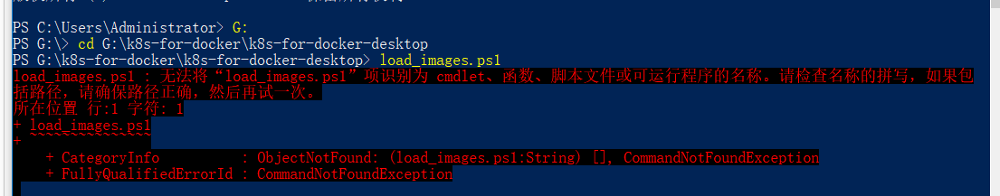 PS C:\Users\Administrator> G:
PS G:\> cd G:\k8s-for-docker\k8s-for-docker-desktop
PS G:\k8s-for-docker\k8s-for-docker-desktop> load_images.ps1
load_images.ps1 : 无法将“load_images.ps1”项识别为 cmdlet、函数、脚本文件或可运行程序的名称。请检查名称的拼写，如果包
括路径，请确保路径正确，然后再试一次。
所在位置 行:1 字符: 1
+ load_images.ps1
+ ~~~~~~~~~~~~~~~
    + CategoryInfo          : ObjectNotFound: (load_images.ps1:String) [], CommandNotFoundException
    + FullyQualifiedErrorId : CommandNotFoundException